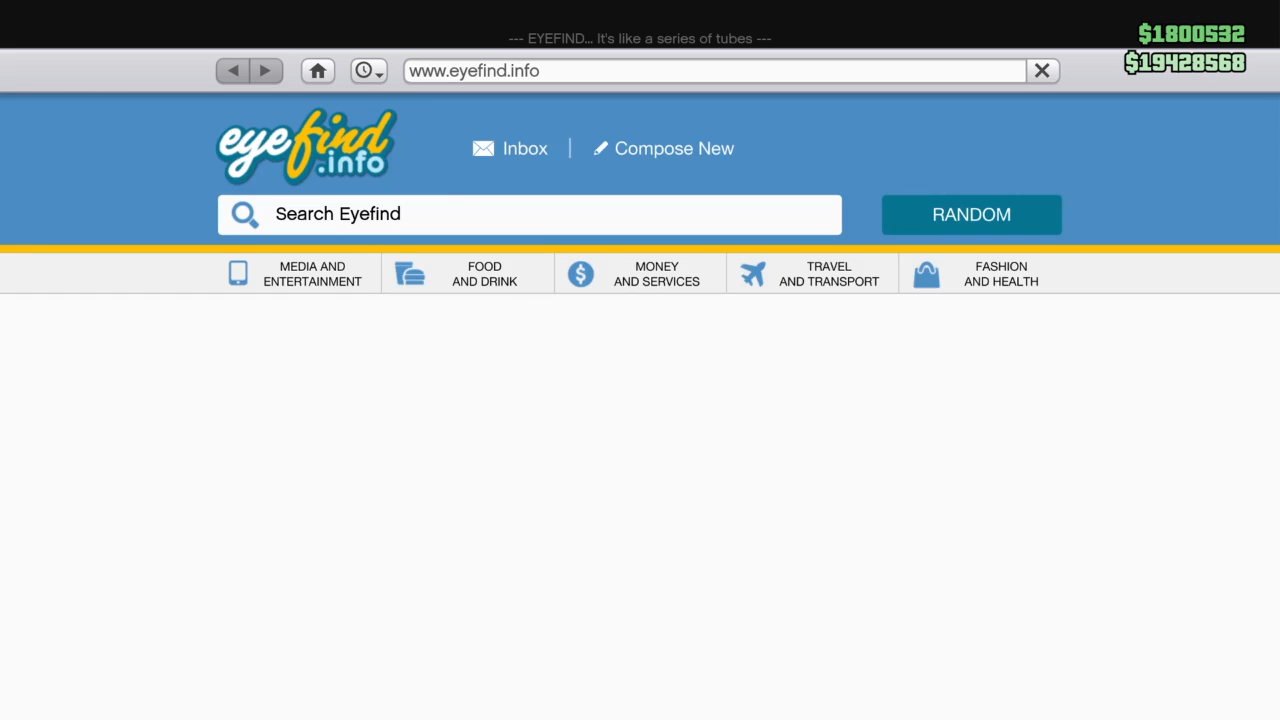 --- EYEFIND... It's like a series of tubes ---
$1800532
$19428568
www.eyefind.info
eyefind
.info
Inbox
Compose New
Search Eyefind
RANDOM
MEDIA AND
ENTERTAINMENT
FOOD
AND DRINK
MONEY
AND SERVICES
TRAVEL
AND TRANSPORT
FASHION
AND HEALTH